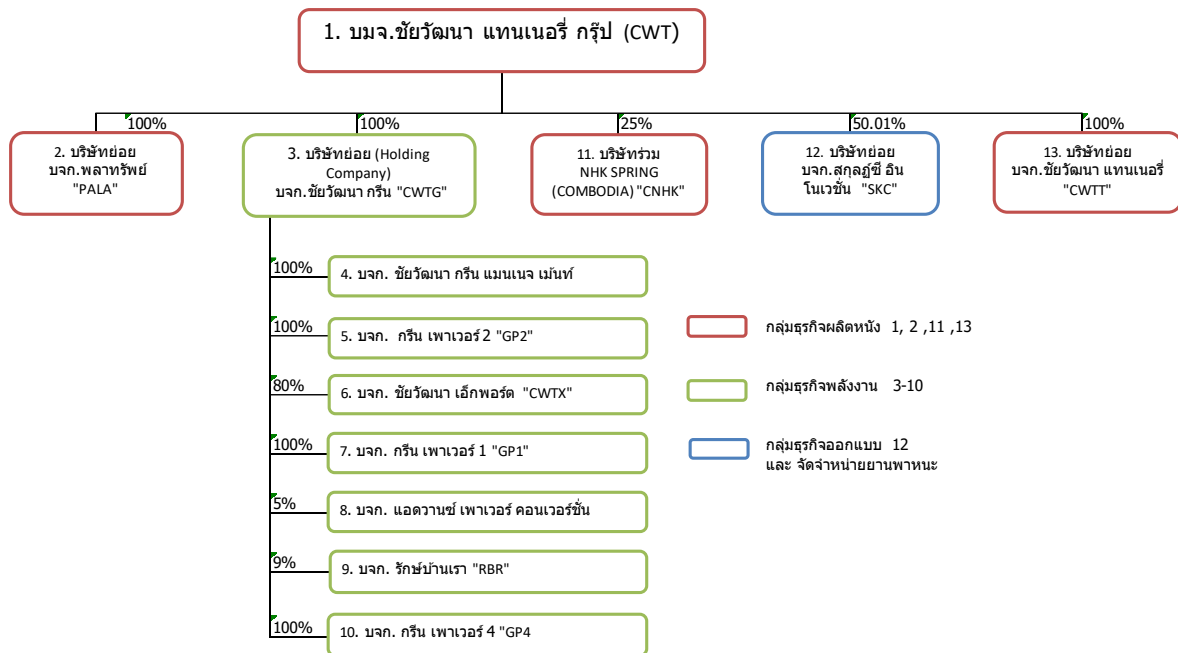 1. บมจ.ชัยวัฒนา แทนเนอรี่ กรุ๊ป (CWT)
100%
100%
25%
50.01%
100%
2. บริษัทย่อย
บจก.พลาทรัพย์
"PALA"
3. บริษัทย่อย (Holding
Company)
บจก.ชัยวัฒนา กรีน "CWTG"
11. บริษัทร่วม
NHK SPRING
(COMBODIA) "CNHK"
12. บริษัทย่อย
บจก.สกุลฎ์ซี อิน
โนเวชั่น "SKC"
13. บริษัทย่อย
บจก.ชัยวัฒนา แทนเนอรี่
"CWTT"
100%
4. บจก. ชัยวัฒนา กรีน แมนเนจ เม้นท์
100%
5. บจก. กรีน เพาเวอร์ 2 "GP2"
80%
6. บจก. ชัยวัฒนา เอ็กพอร์ต "CWTX"
100%
7. บจก. กรีน เพาเวอร์ 1 "GP1"
5%
8. บจก. แอดวานซ์ เพาเวอร์ คอนเวอร์ชั่น
9%
9. บจก. รักษ์บ้านเรา "RBR"
100%
10. บจก. กรีน เพาเวอร์ 4 "GP4
กลุ่มธุรกิจผลิตหนัง 1, 2 ,11 ,13
กลุ่มธุรกิจพลังงาน 3-10
กลุ่มธุรกิจออกแบบ 12
และ จัดจำหน่ายยานพาหนะ